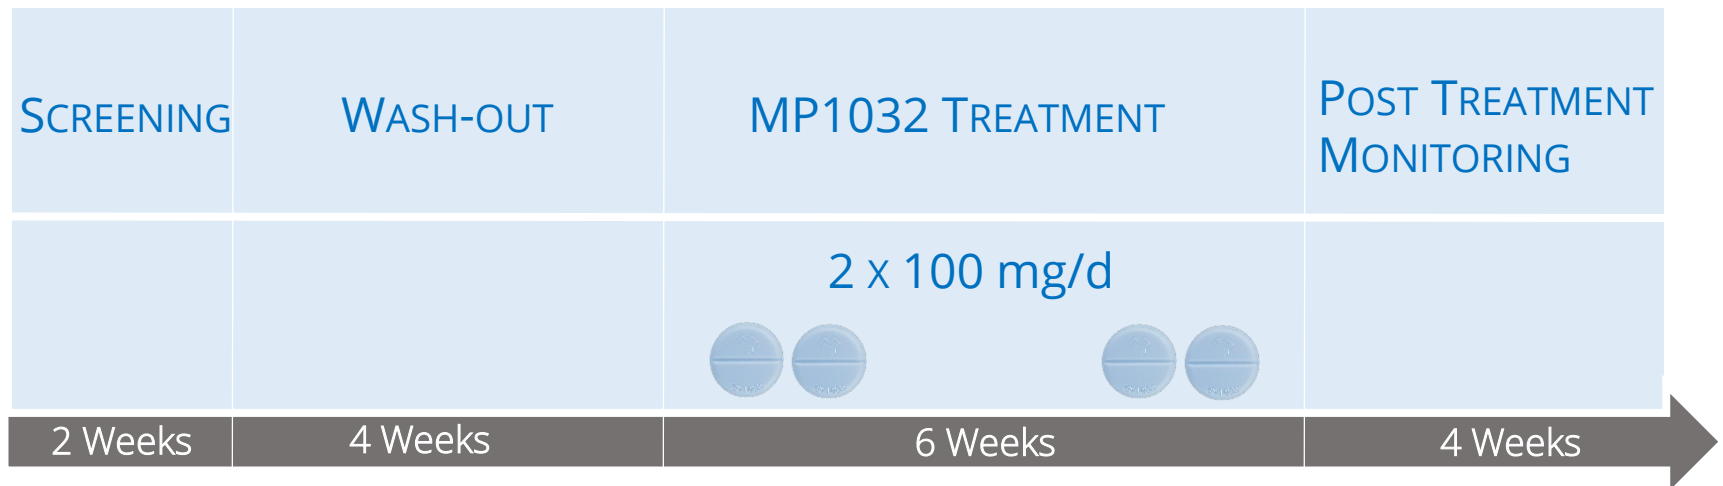 SCREENING
WASH-OUT
MP1032 TREATMENT
POST TREATMENT
MONITORING
2 X 100 mg/d
2 Weeks
4 Weeks
6 Weeks
4 Weeks